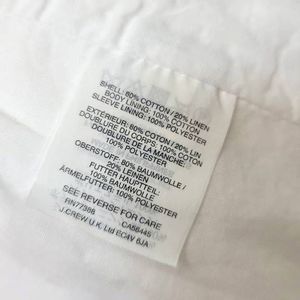 SHELL: 80% COTTON / 20% LINEN
BODY LINING: 100% COTTON
SLEEVE LINING: 100% POLYESTER
EXTÉRIEUR: 80% COTON / 20% LIN
DOUBLURE DU CORPS: 100% COTON
DOUBLURE DE LA MANCHE:
100% POLYESTER
OBERSTOFF: 80% BAUMWOLLE /
20% LEINEN
FUTTER HAUPTTEIL:
100% BAUMWOLLE
ÄRMELFUTTER: 100% POLYESTER
SEE REVERSE FOR CARE
RN77388 CA56445
J.CREW U.K. Ltd EC4V 6JA